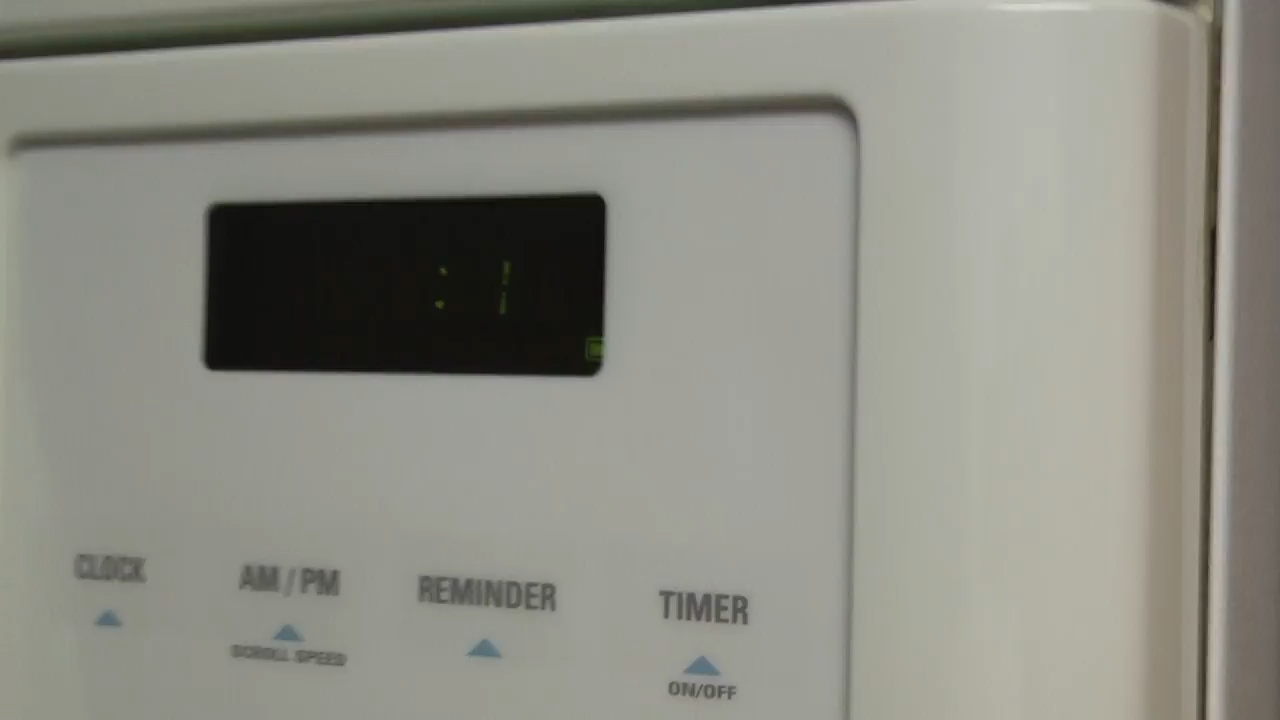 CLOCK
AM / PM
REMINDER
TIMER
SCROLL SPEED
ON/OFF